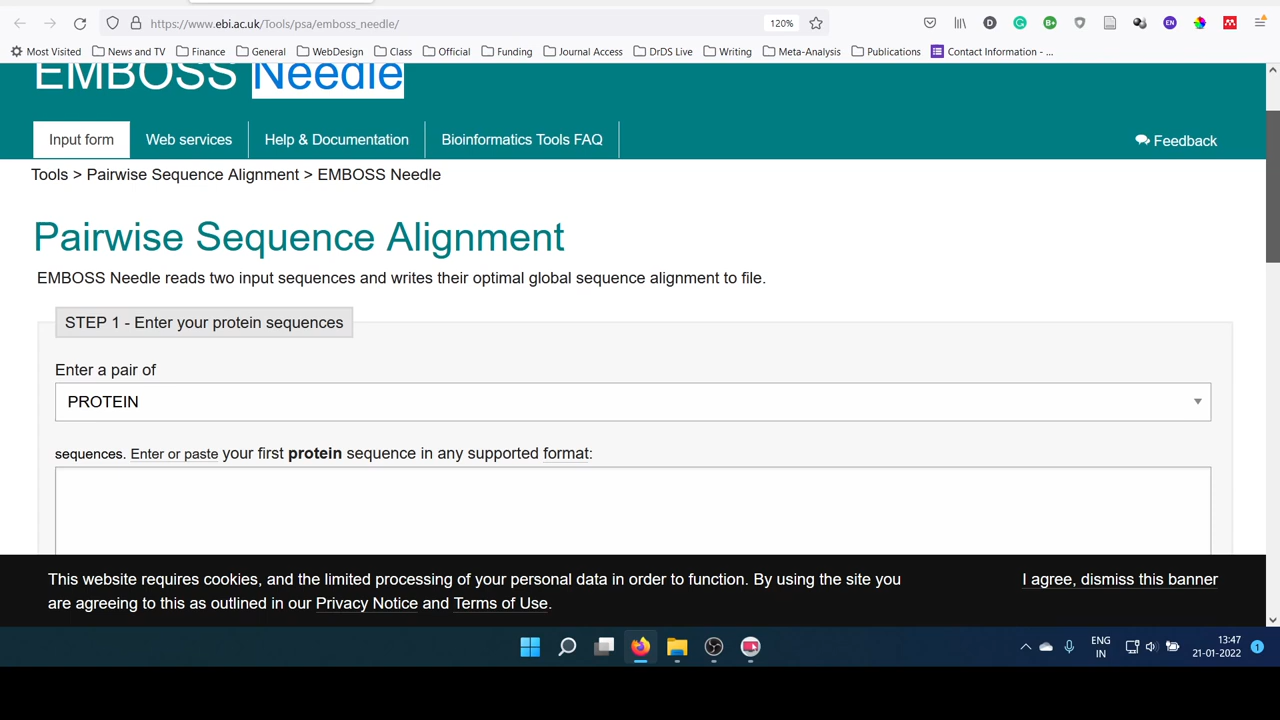 https://www.ebi.ac.uk/Tools/psa/emboss_needle/
120%
Most Visited
News and TV
Finance
General
WebDesign
Class
Official
Funding
Journal Access
DrDS Live
Writing
Meta-Analysis
Publications
Contact Information - ...
EMBOSS Needle
Input form
Web services
Help & Documentation
Bioinformatics Tools FAQ
Feedback
Tools > Pairwise Sequence Alignment > EMBOSS Needle
Pairwise Sequence Alignment
EMBOSS Needle reads two input sequences and writes their optimal global sequence alignment to file.
STEP 1 - Enter your protein sequences
Enter a pair of
PROTEIN
sequences. Enter or paste your first protein sequence in any supported format:
This website requires cookies, and the limited processing of your personal data in order to function. By using the site you
are agreeing to this as outlined in our Privacy Notice and Terms of Use.
I agree, dismiss this banner
ENG
IN
13:47
21-01-2022
1